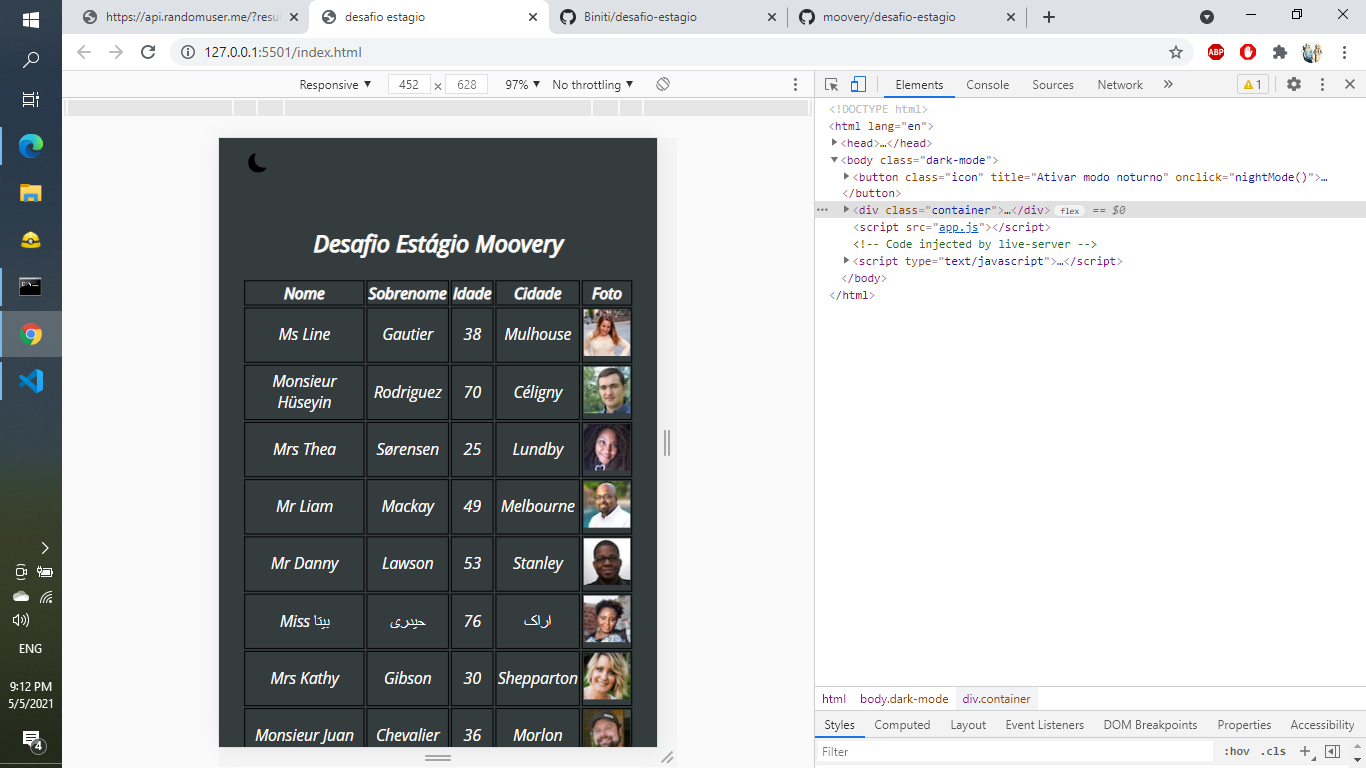 https://api.randomuser.me/?resul
desafio estagio
Biniti/desafio-estagio
moovery/desafio-estagio
127.0.0.1:5501/index.html
ABP
Responsive ▼ 452 × 628 97% ▼ No throttling ▼
Elements Console Sources Network » 1
<!DOCTYPE html>
<html lang="en">
<head>…</head>
<body class="dark-mode">
<button class="icon" title="Ativar modo noturno" onclick="nightMode()">…
</button>
<div class="container">…</div> flex == $0
<script src="app.js"></script>
<!-- Code injected by live-server -->
<script type="text/javascript">…</script>
</body>
</html>
Desafio Estágio Moovery
Nome Sobrenome Idade Cidade Foto
Ms Line Gautier 38 Mulhouse
Monsieur Hüseyin Rodriguez 70 Céligny
Mrs Thea Sørensen 25 Lundby
Mr Liam Mackay 49 Melbourne
Mr Danny Lawson 53 Stanley
Miss بیتا حیدری 76 اراک
Mrs Kathy Gibson 30 Shepparton
Monsieur Juan Chevalier 36 Morlon
html body.dark-mode div.container
Styles Computed Layout Event Listeners DOM Breakpoints Properties Accessibility
Filter :hov .cls +
ENG
9:12 PM
5/5/2021
4